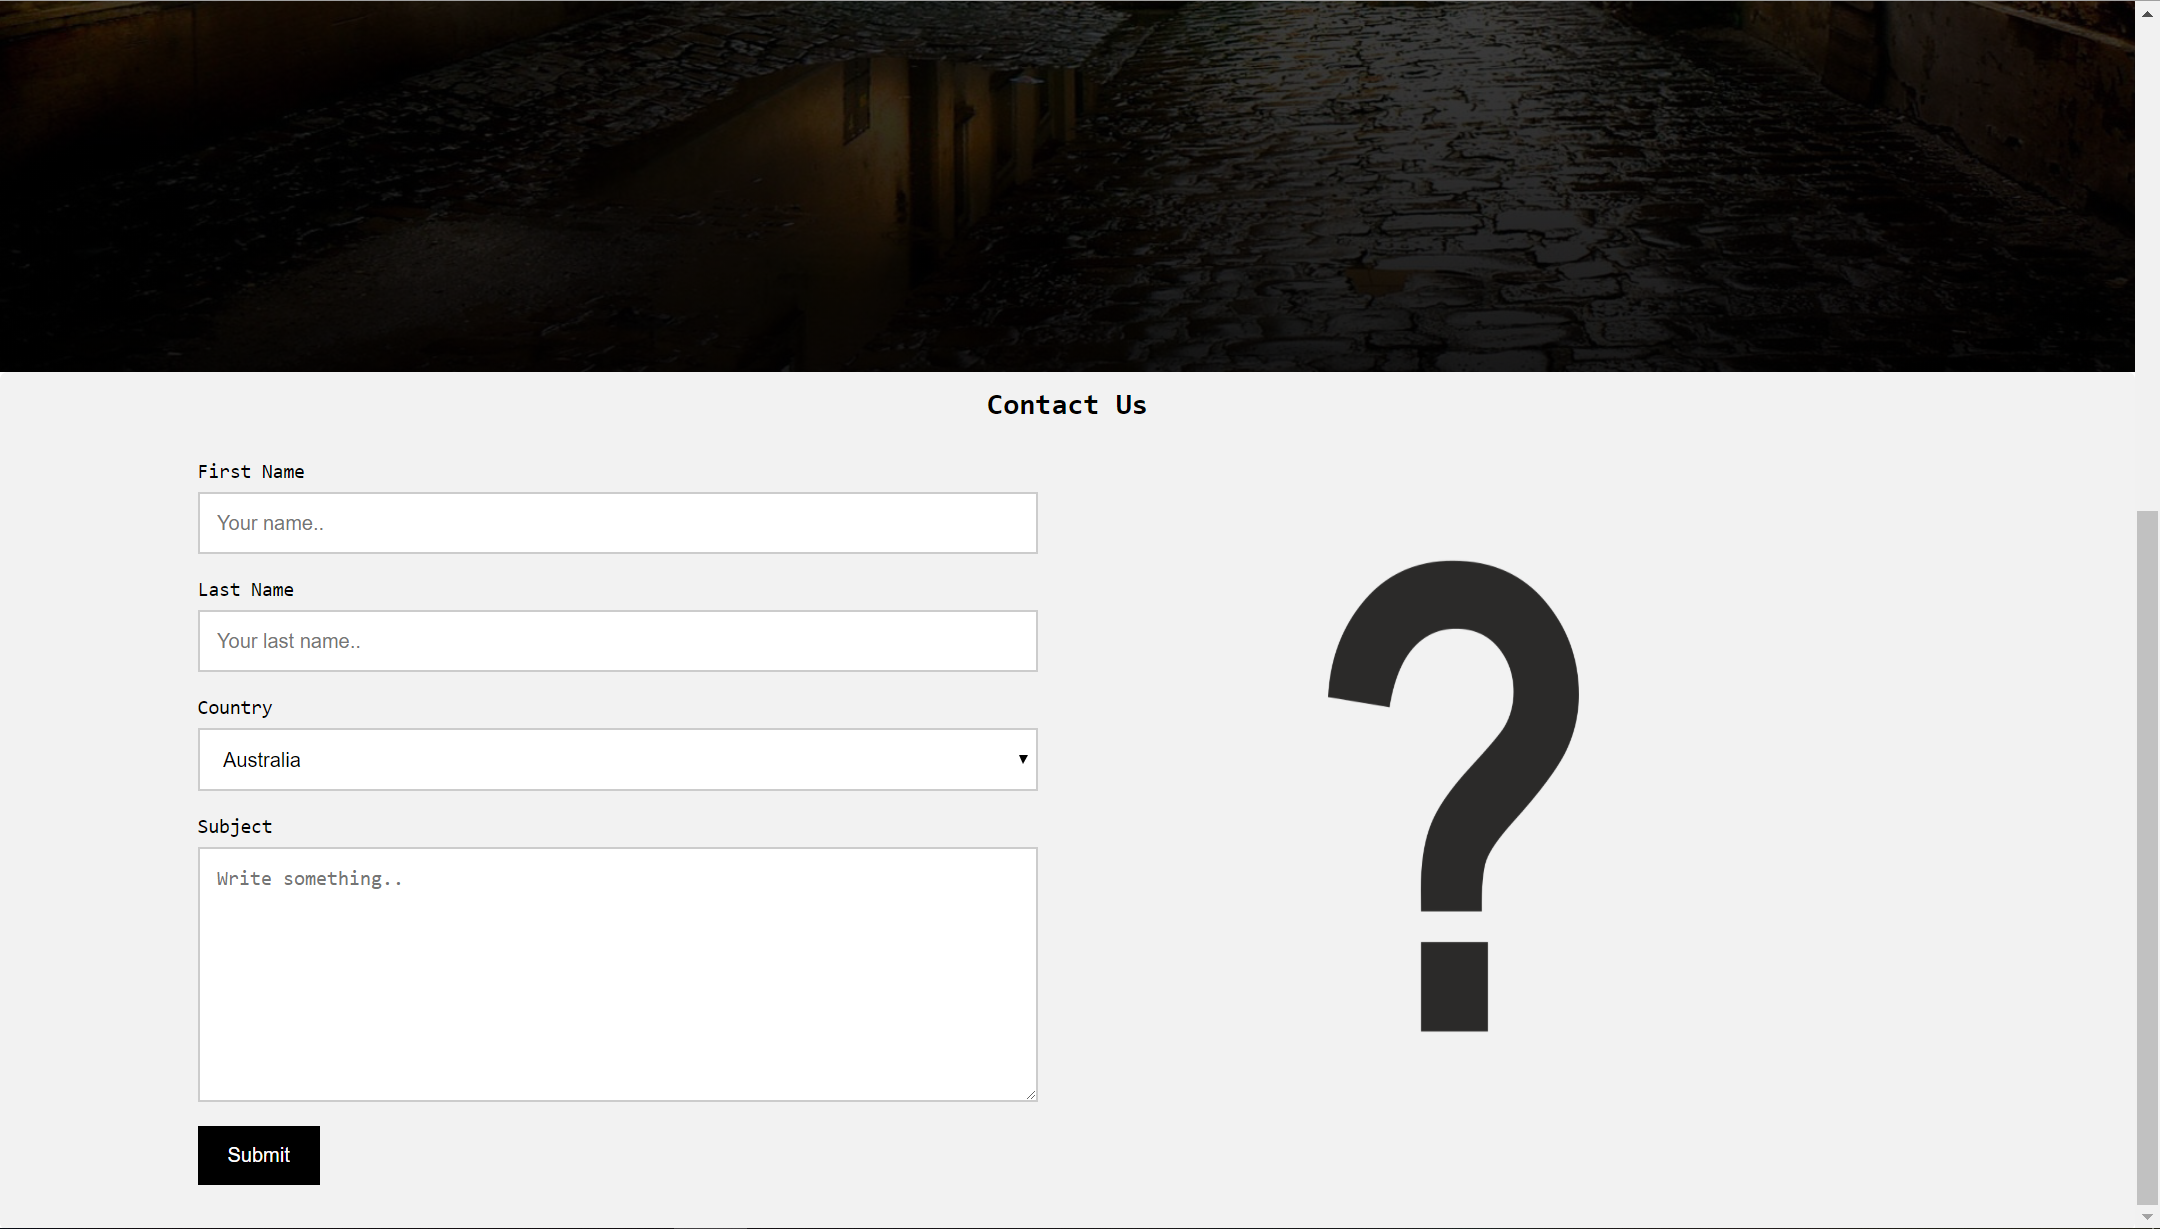 Contact Us
First Name
Your name..
Last Name
Your last name..
Country
Australia
Subject
Write something..
?
Submit